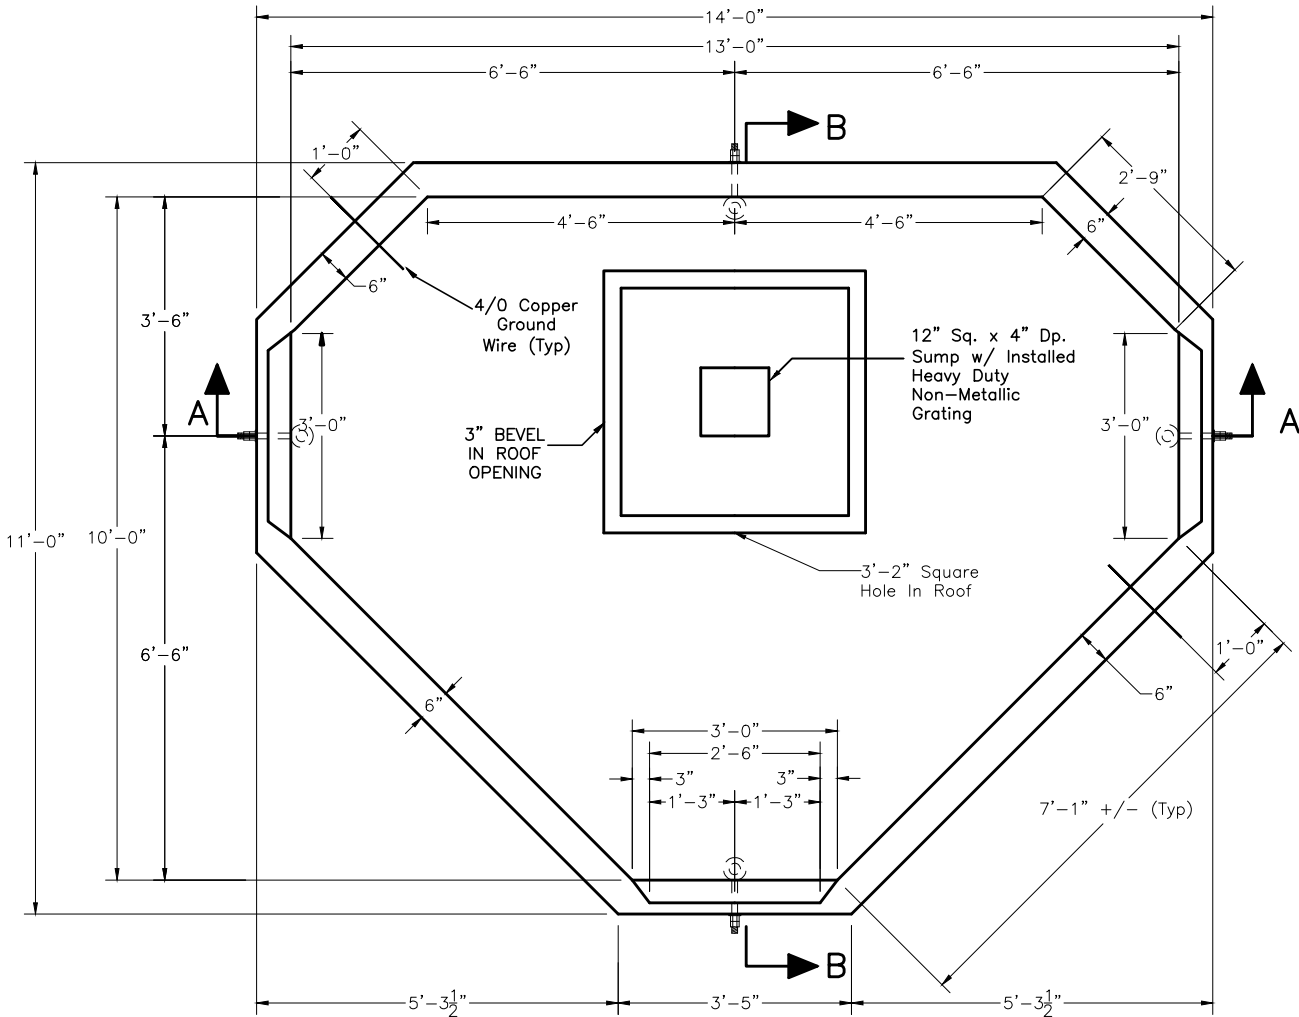 14'-0"
13'-0"
6'-6"
6'-6"
B
1'-0"
2'-9"
4'-6"
4'-6"
6"
6"
4/0 Copper
Ground
Wire (Typ)
3'-6"
12" Sq. x 4" Dp.
Sump w/ Installed
Heavy Duty
Non-Metallic
Grating
A
3'-0"
3'-0"
A
3" BEVEL
IN ROOF
OPENING
11'-0"
10'-0"
3'-2" Square
Hole In Roof
6'-6"
1'-0"
6"
6"
3'-0"
2'-6"
3"
3"
1'-3"
1'-3"
7'-1" +/- (Typ)
B
5'-3 1/2"
3'-5"
5'-3 1/2"